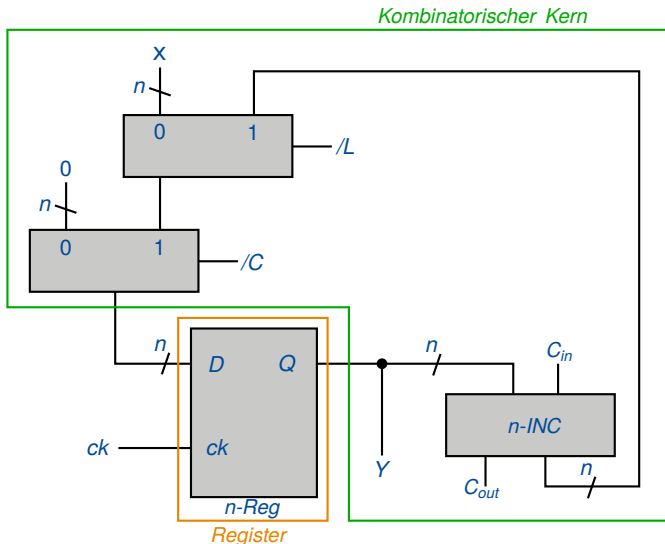 Kombinatorischer Kern
x
n
0 1
/L
0
n
0 1
/C
n
D Q
n
C_in
n-INC
ck
ck
Y
C_out
n
n-Reg
Register